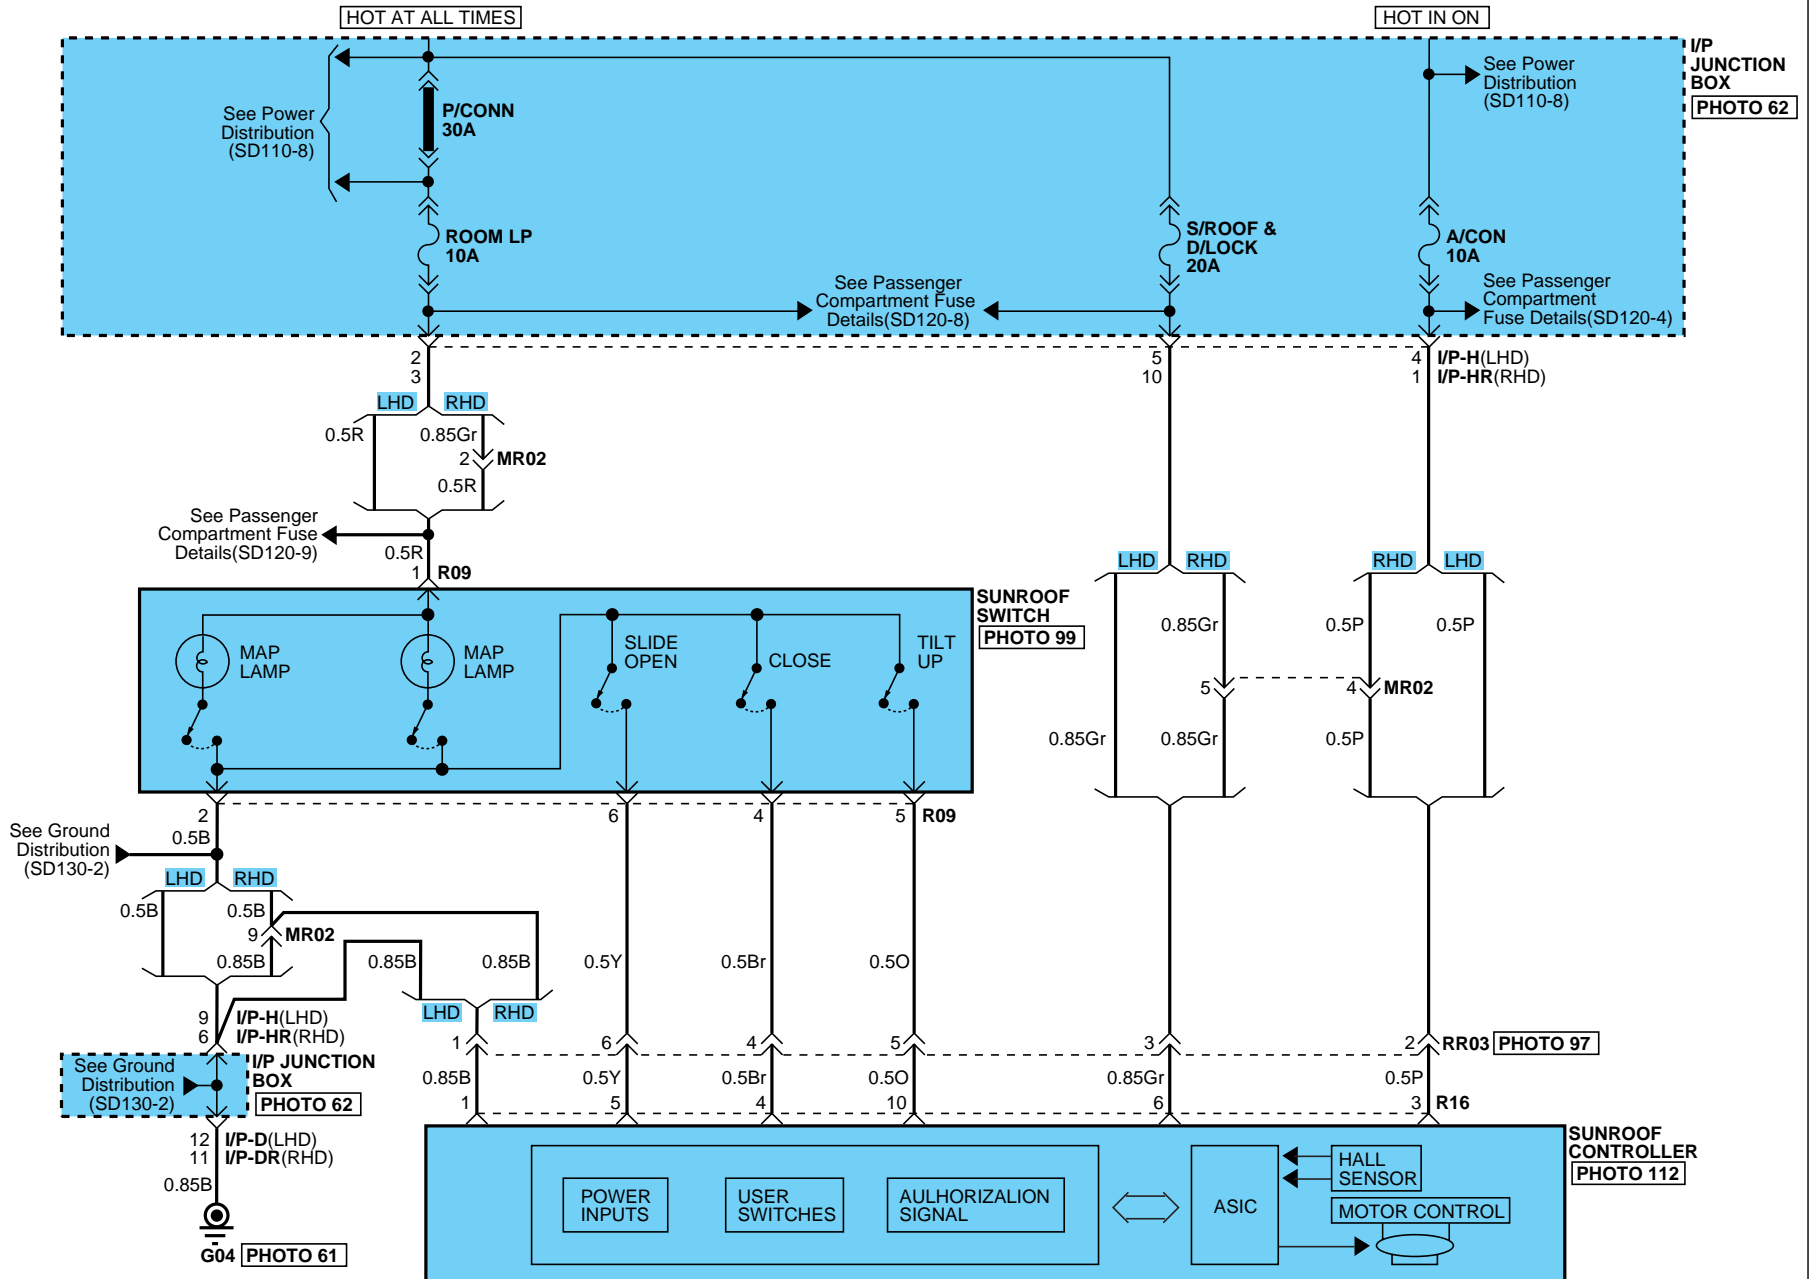 HOT AT ALL TIMES
HOT IN ON
I/P
JUNCTION
BOX
PHOTO 62
See Power
Distribution
(SD110-8)
P/CONN
30A
See Power
Distribution
(SD110-8)
ROOM LP
10A
S/ROOF &
D/LOCK
20A
A/CON
10A
See Passenger
Compartment Fuse
Details(SD120-8)
See Passenger
Compartment
Fuse Details(SD120-4)
2
3
5
10
4
1
I/P-H(LHD)
I/P-HR(RHD)
LHD
RHD
0.5R
0.85Gr
2
MR02
0.5R
See Passenger
Compartment Fuse
Details(SD120-9)
0.5R
1
R09
LHD
RHD
RHD
LHD
SUNROOF
SWITCH
PHOTO 99
MAP
LAMP
MAP
LAMP
SLIDE
OPEN
CLOSE
TILT
UP
0.85Gr
0.5P
0.5P
5
4
MR02
0.85Gr
0.85Gr
0.5P
2
6
4
5
R09
See Ground
Distribution
(SD130-2)
0.5B
LHD
RHD
0.5B
0.5B
9
MR02
0.85B
0.85B
0.85B
0.5Y
0.5Br
0.5O
LHD
RHD
9
6
I/P-H(LHD)
I/P-HR(RHD)
1
6
4
5
3
2
RR03
PHOTO 97
See Ground
Distribution
(SD130-2)
I/P JUNCTION
BOX
PHOTO 62
0.85B
0.5Y
0.5Br
0.5O
0.85Gr
0.5P
1
5
4
10
6
3
R16
12
11
I/P-D(LHD)
I/P-DR(RHD)
0.85B
G04
PHOTO 61
SUNROOF
CONTROLLER
PHOTO 112
POWER
INPUTS
USER
SWITCHES
AULHORIZALION
SIGNAL
ASIC
HALL
SENSOR
MOTOR CONTROL